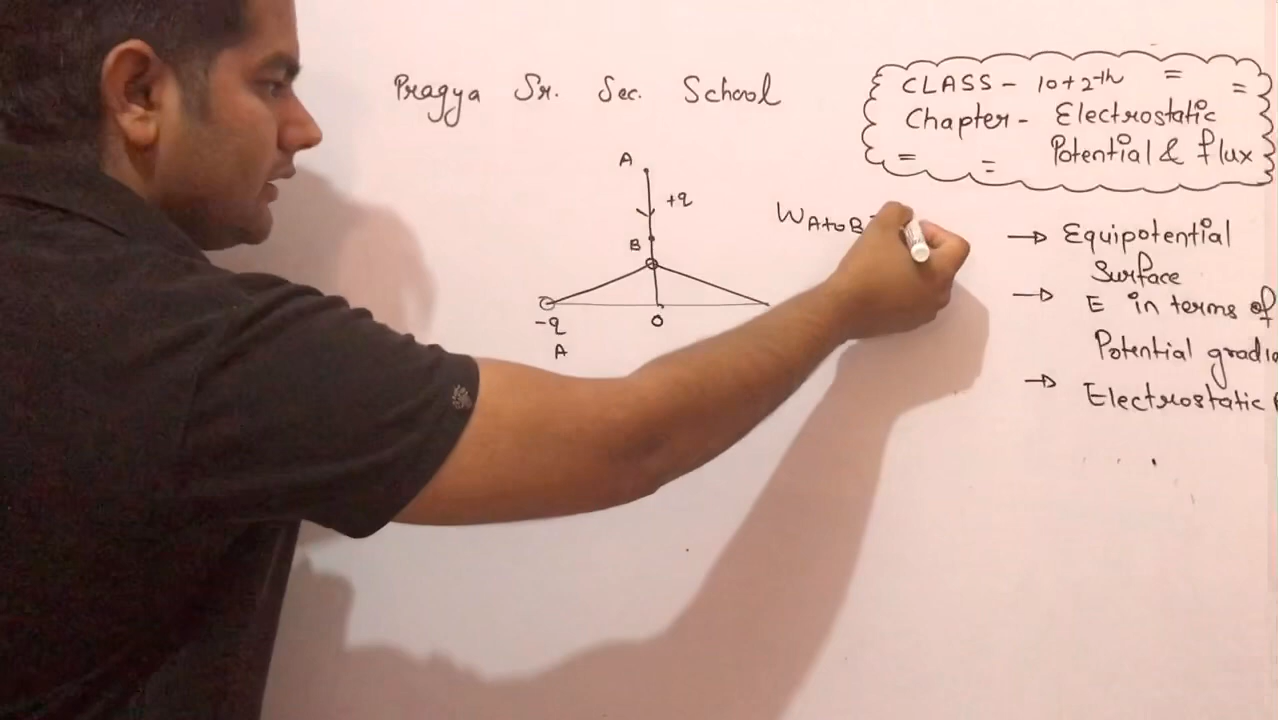 Pragya Sr. Sec. School
CLASS - 10+2th
Chapter - Electrostatic
Potential & flux
A
+q
B
-q
O
A
W A to B
→ Equipotential
Surface
→ E in terms of
Potential
→ Electrostatic